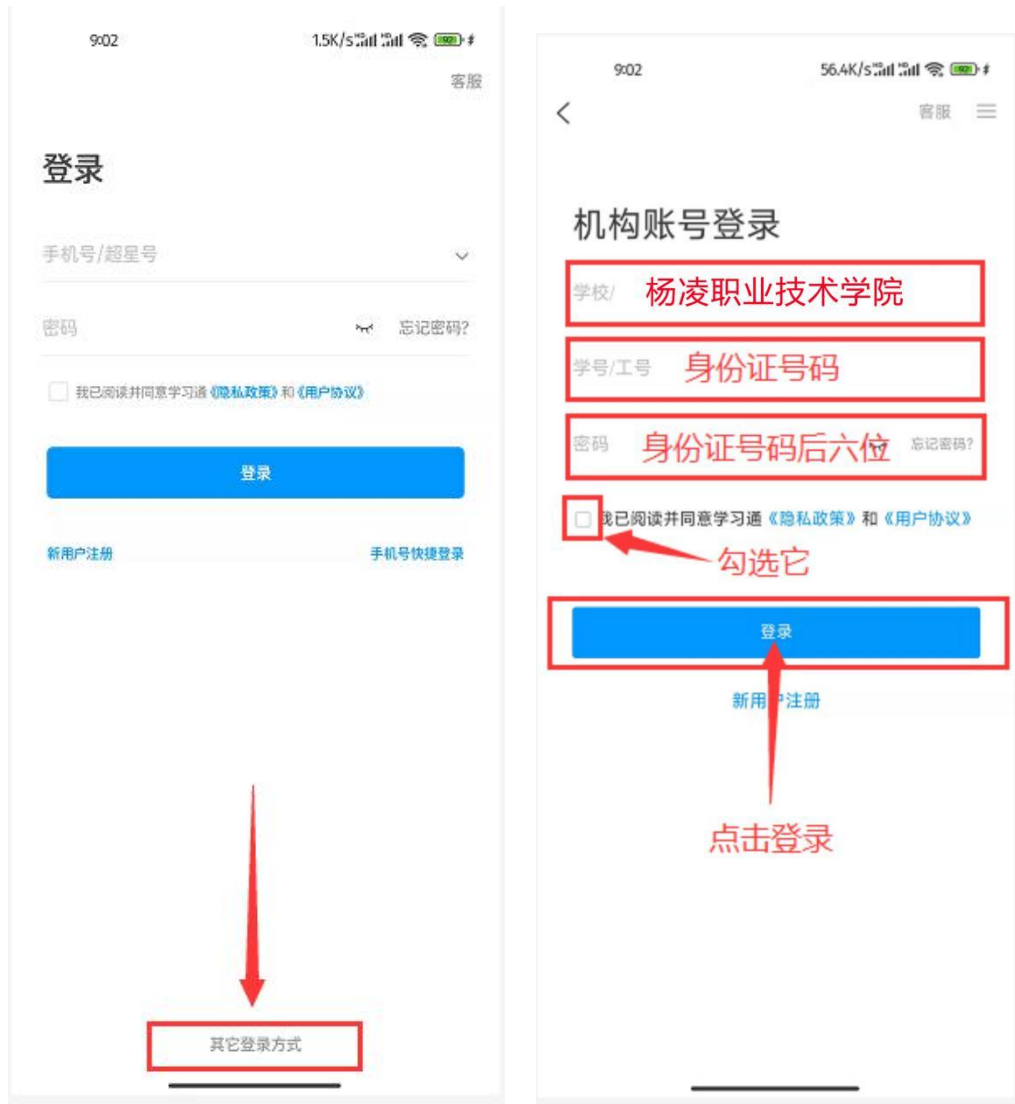 9:02
1.5K/s
92
客服
登录
手机号/超星号
密码
忘记密码?
我已阅读并同意学习通《隐私政策》和《用户协议》
登录
新用户注册
手机号快捷登录
其它登录方式
9:02
56.4K/s
92
客服
机构账号登录
学校/ 杨凌职业技术学院
学号/工号 身份证号码
密码 身份证号码后六位 忘记密码?
我已阅读并同意学习通《隐私政策》和《用户协议》
勾选它
登录
新用户注册
点击登录